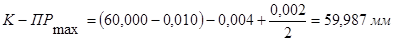 K − ПР_max = (60,000 − 0,010) − 0,004 + 0,002/2 = 59,987 мм